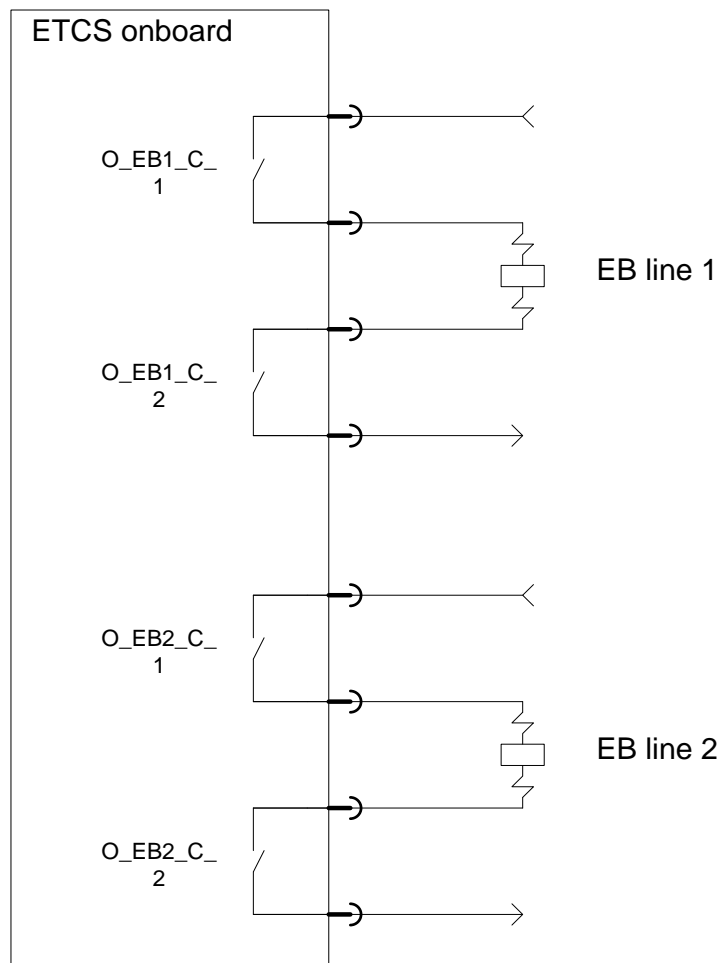 ETCS onboard
O_EB1_C_
1
EB line 1
O_EB1_C_
2
O_EB2_C_
1
EB line 2
O_EB2_C_
2